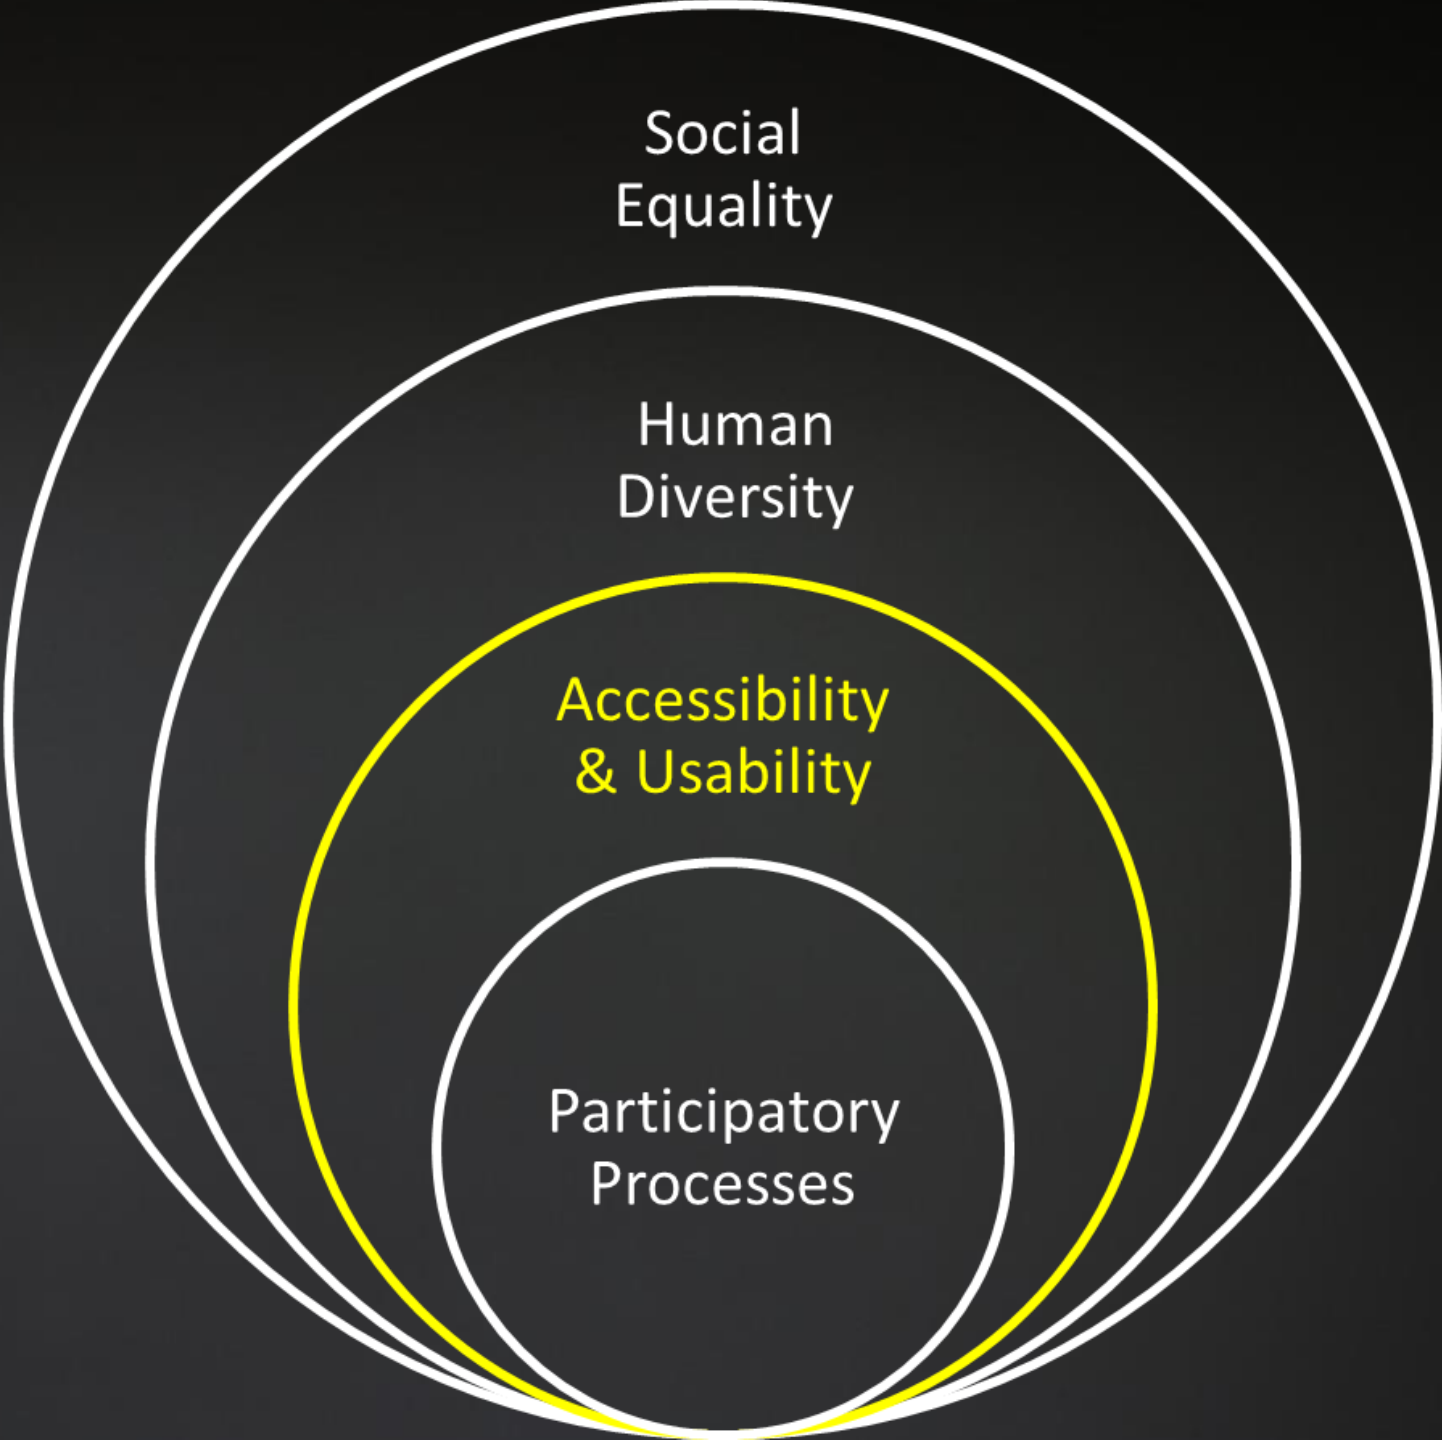 Social
Equality
Human
Diversity
Accessibility
& Usability
Participatory
Processes